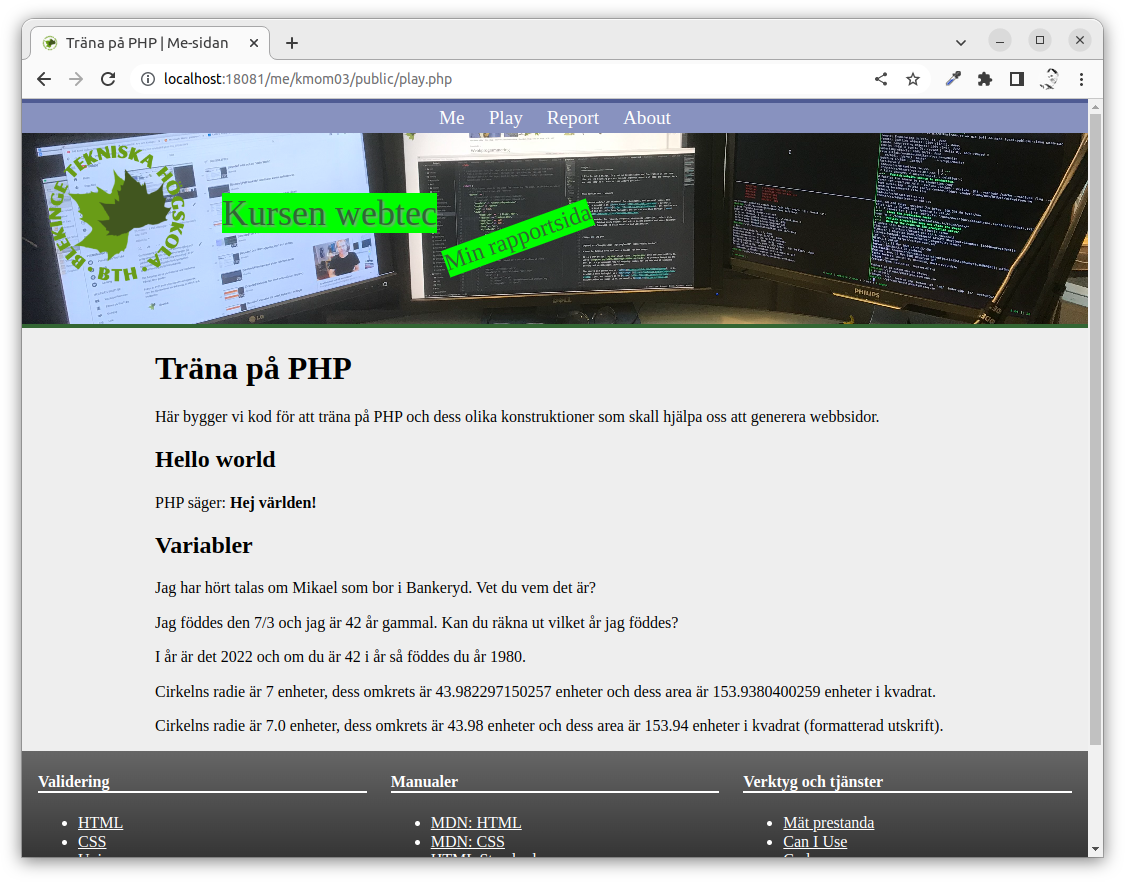 Träna på PHP | Me-sidan
localhost:18081/me/kmom03/public/play.php
Me Play Report About
BLEKINGE TEKNISKA HÖGSKOLA
BTH
Kursen webtec
Min rapportsida
PHILIPS
DELL
LG
Träna på PHP
Här bygger vi kod för att träna på PHP och dess olika konstruktioner som skall hjälpa oss att generera webbsidor.
Hello world
PHP säger: Hej världen!
Variabler
Jag har hört talas om Mikael som bor i Bankeryd. Vet du vem det är?
Jag föddes den 7/3 och jag är 42 år gammal. Kan du räkna ut vilket år jag föddes?
I år är det 2022 och om du är 42 i år så föddes du år 1980.
Cirkelns radie är 7 enheter, dess omkrets är 43.982297150257 enheter och dess area är 153.9380400259 enheter i kvadrat.
Cirkelns radie är 7.0 enheter, dess omkrets är 43.98 enheter och dess area är 153.94 enheter i kvadrat (formatterad utskrift).
Validering Manualer Verktyg och tjänster
HTML MDN: HTML Mät prestanda
CSS MDN: CSS Can I Use